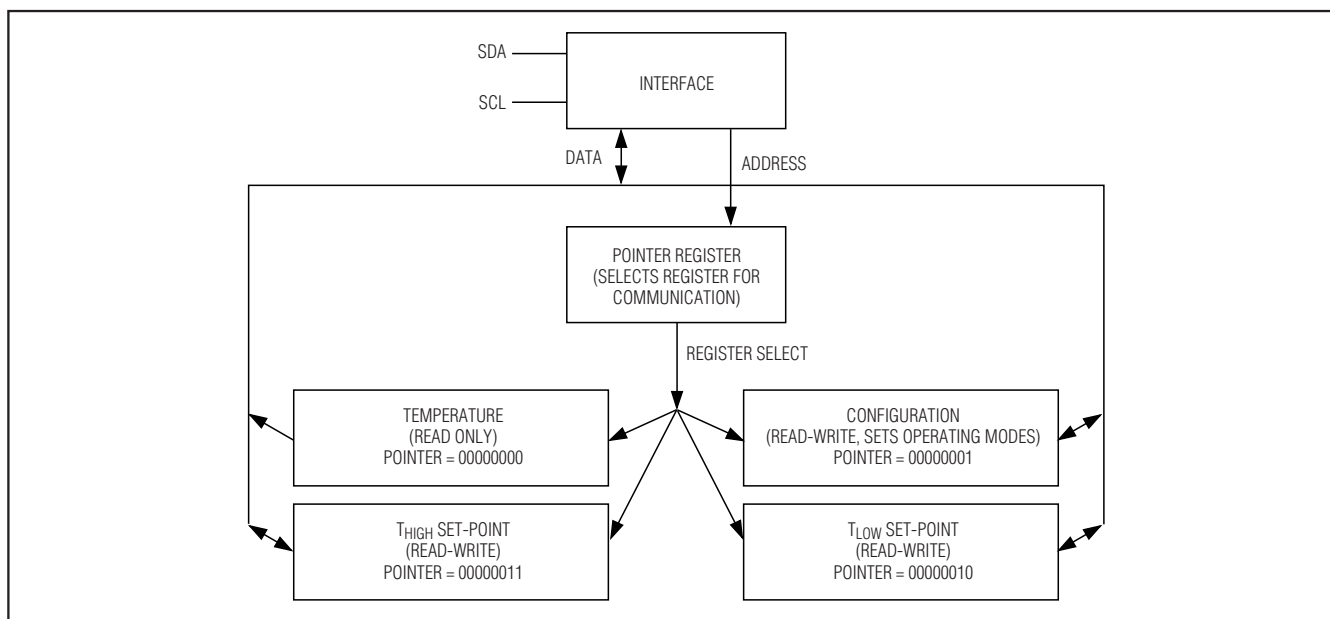 SDA
INTERFACE
SCL
DATA
ADDRESS
POINTER REGISTER
(SELECTS REGISTER FOR
COMMUNICATION)
REGISTER SELECT
TEMPERATURE
(READ ONLY)
POINTER = 00000000
CONFIGURATION
(READ-WRITE, SETS OPERATING MODES)
POINTER = 00000001
THIGH SET-POINT
(READ-WRITE)
POINTER = 00000011
TLOW SET-POINT
(READ-WRITE)
POINTER = 00000010